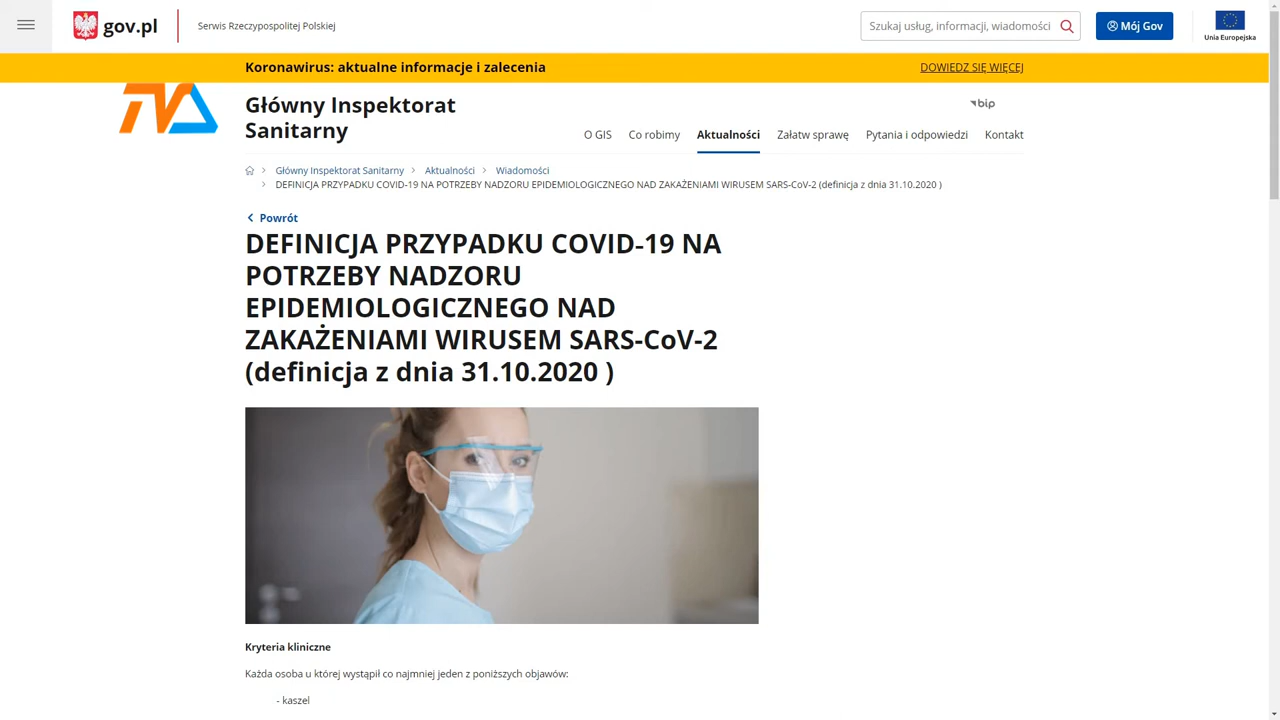 gov.pl
Serwis Rzeczypospolitej Polskiej
Szukaj usług, informacji, wiadomości
Mój Gov
Unia Europejska
Koronawirus: aktualne informacje i zalecenia
DOWIEDZ SIĘ WIĘCEJ
Główny Inspektorat
Sanitarny
bip
O GIS Co robimy Aktualności Załatw sprawę Pytania i odpowiedzi Kontakt
Główny Inspektorat Sanitarny Aktualności Wiadomości
DEFINICJA PRZYPADKU COVID-19 NA POTRZEBY NADZORU EPIDEMIOLOGICZNEGO NAD ZAKAŻENIAMI WIRUSEM SARS-CoV-2 (definicja z dnia 31.10.2020 )
Powrót
DEFINICJA PRZYPADKU COVID-19 NA
POTRZEBY NADZORU
EPIDEMIOLOGICZNEGO NAD
ZAKAŻENIAMI WIRUSEM SARS-CoV-2
(definicja z dnia 31.10.2020 )
Kryteria kliniczne
Każda osoba u której wystąpił co najmniej jeden z poniższych objawów:
- kaszel